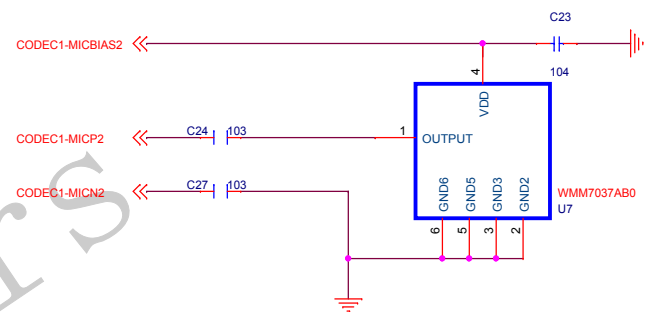 C23
CODEC1-MICBIAS2
104
4
VDD
CODEC1-MICP2
C24
103
1
OUTPUT
CODEC1-MICN2
C27
103
GND6
GND5
GND3
GND2
WMM7037AB0
U7
6
5
3
2
rs